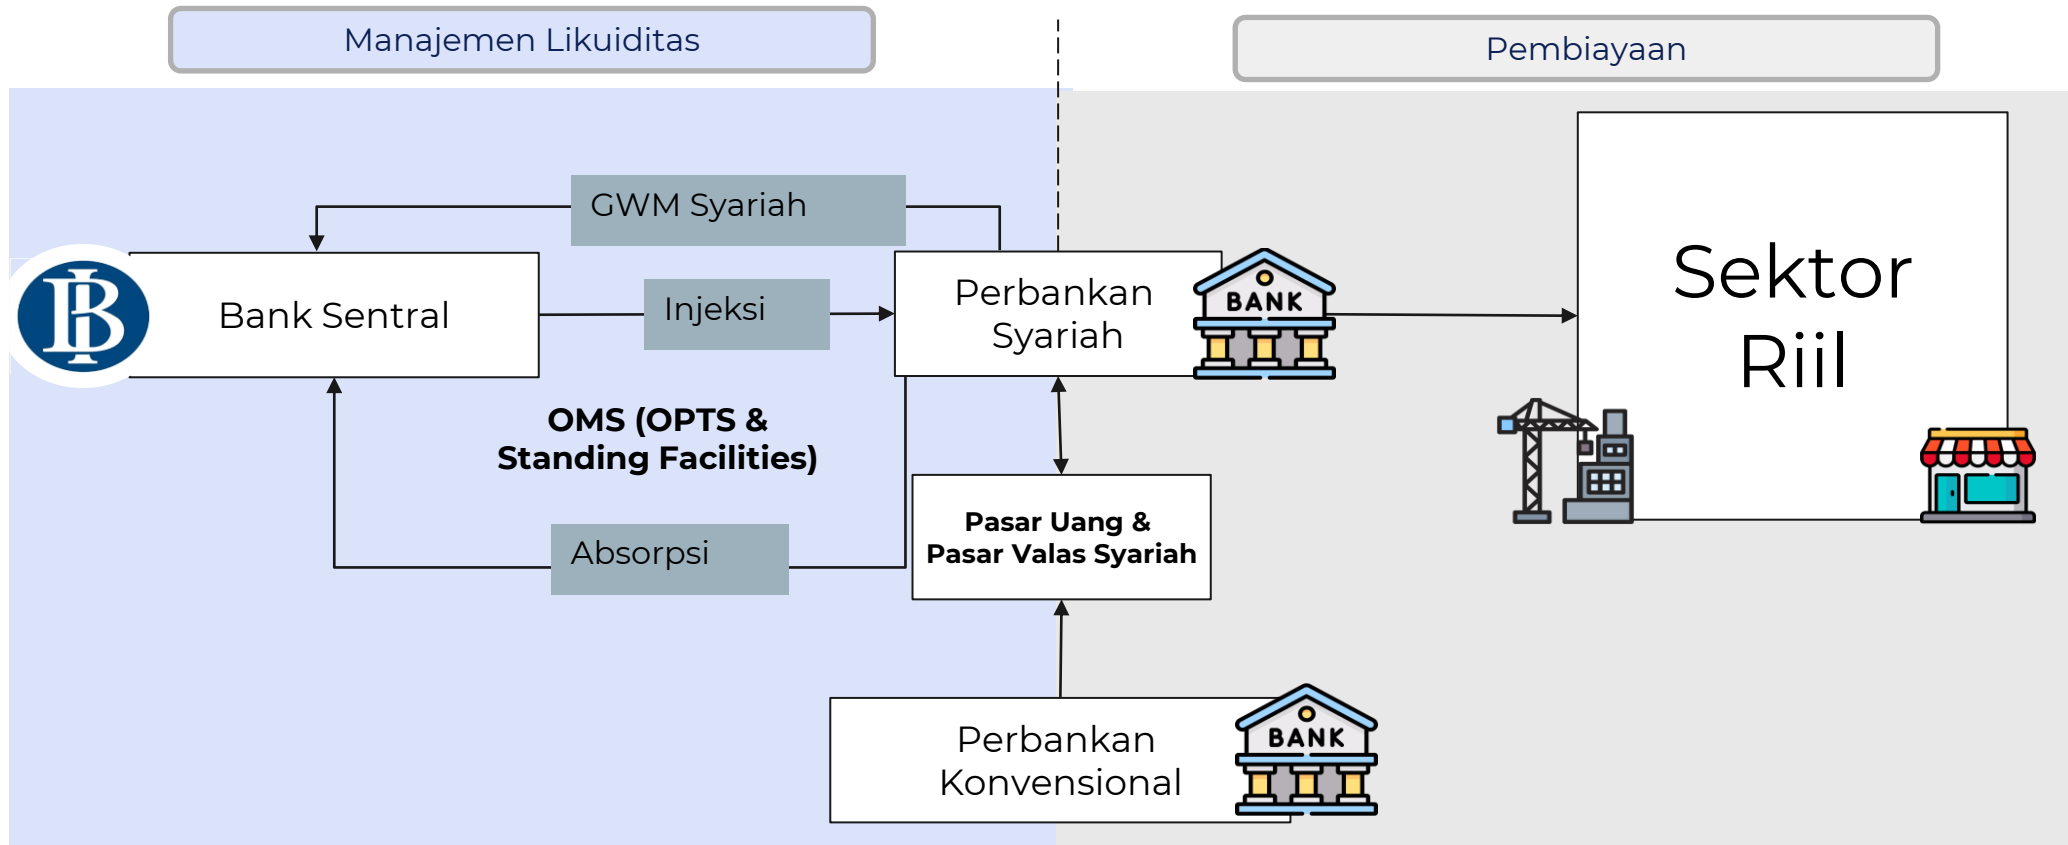 Manajemen Likuiditas
Pembiayaan
GWM Syariah
Bank Sentral
Injeksi
Perbankan
Syariah
BANK
Sektor
Riil
OMS (OPTS &
Standing Facilities)
Absorpsi
Pasar Uang &
Pasar Valas Syariah
Perbankan
Konvensional
BANK